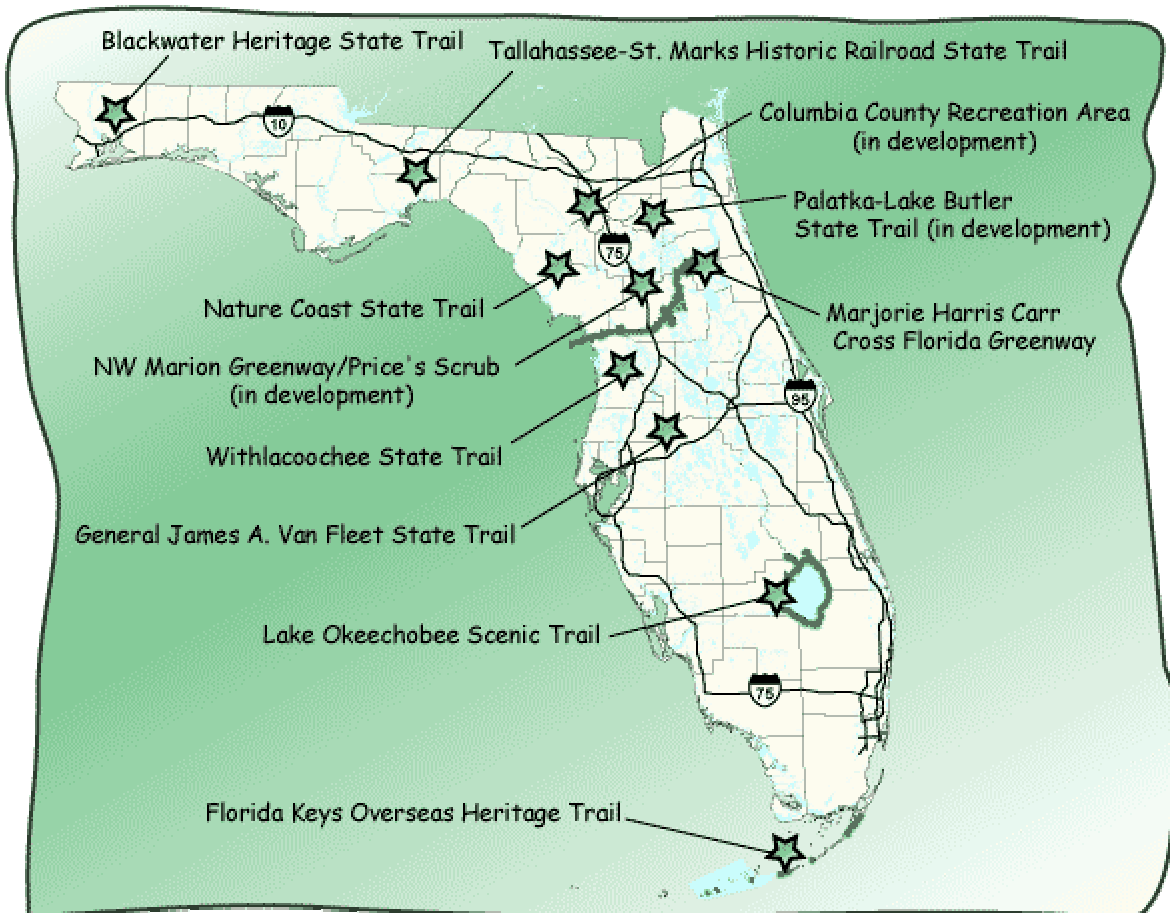 Blackwater Heritage State Trail
Tallahassee-St. Marks Historic Railroad State Trail
10
Columbia County Recreation Area
(in development)
Palatka-Lake Butler
State Trail (in development)
75
Nature Coast State Trail
Marjorie Harris Carr
Cross Florida Greenway
NW Marion Greenway/Price's Scrub
(in development)
95
Withlacoochee State Trail
General James A. Van Fleet State Trail
Lake Okeechobee Scenic Trail
75
Florida Keys Overseas Heritage Trail